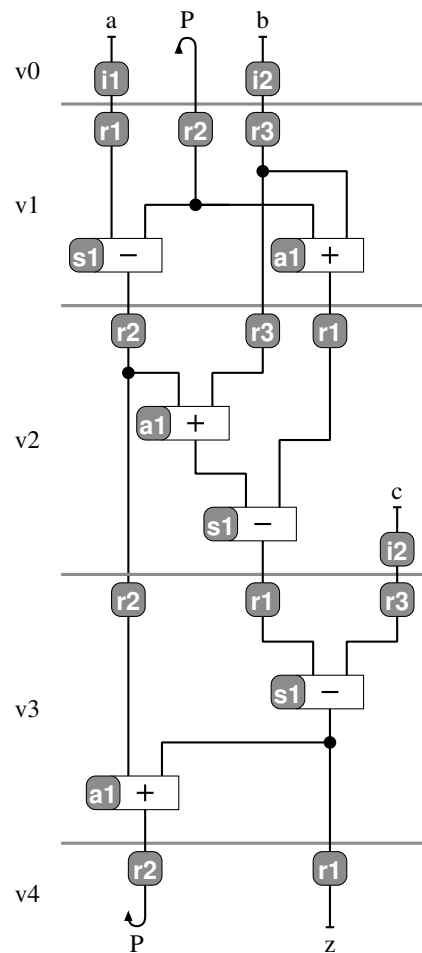 a P b
v0 i1 i2
r1 r2 r3
v1
s1 − a1 +
r2 r3 r1
a1 +
v2
c
s1 −
i2
r2 r1 r3
s1 −
v3
a1 +
r2 r1
v4
P z